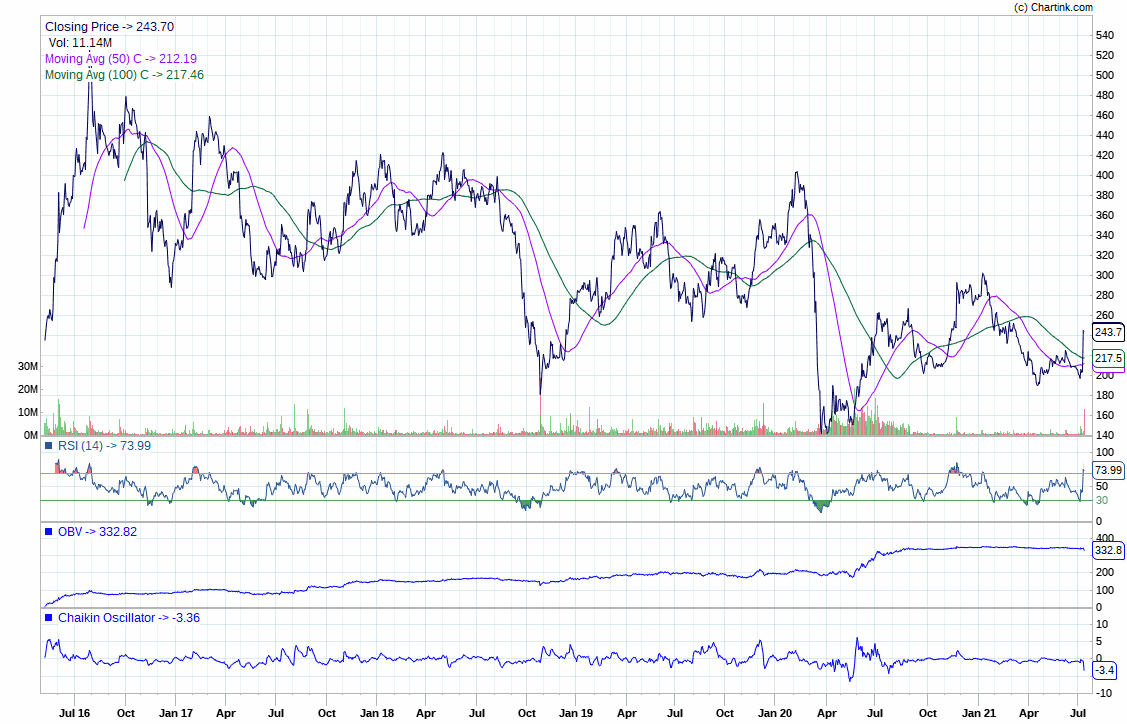 (c) Chartink.com
Closing Price -> 243.70
Vol: 11.14M
Moving Avg (50) C -> 212.19
Moving Avg (100) C -> 217.46
540
520
500
480
460
440
420
400
380
360
340
320
300
280
260
243.7
217.5
200
180
160
140
30M
20M
10M
0M
RSI (14) -> 73.99
100
73.99
50
30
0
OBV -> 332.82
400
332.8
200
100
0
Chaikin Oscillator -> -3.36
10
5
0
-3.4
-10
Jul 16 Oct Jan 17 Apr Jul Oct Jan 18 Apr Jul Oct Jan 19 Apr Jul Oct Jan 20 Apr Jul Oct Jan 21 Apr Jul